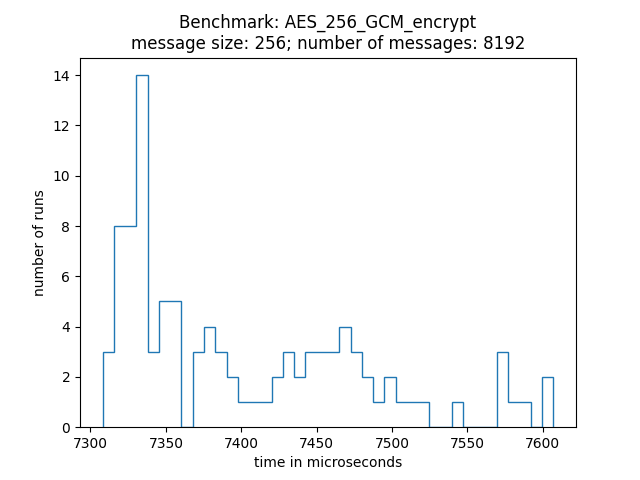 Benchmark: AES_256_GCM_encrypt
message size: 256; number of messages: 8192
14
12
10
8
6
4
2
0
number of runs
7300 7350 7400 7450 7500 7550 7600
time in microseconds